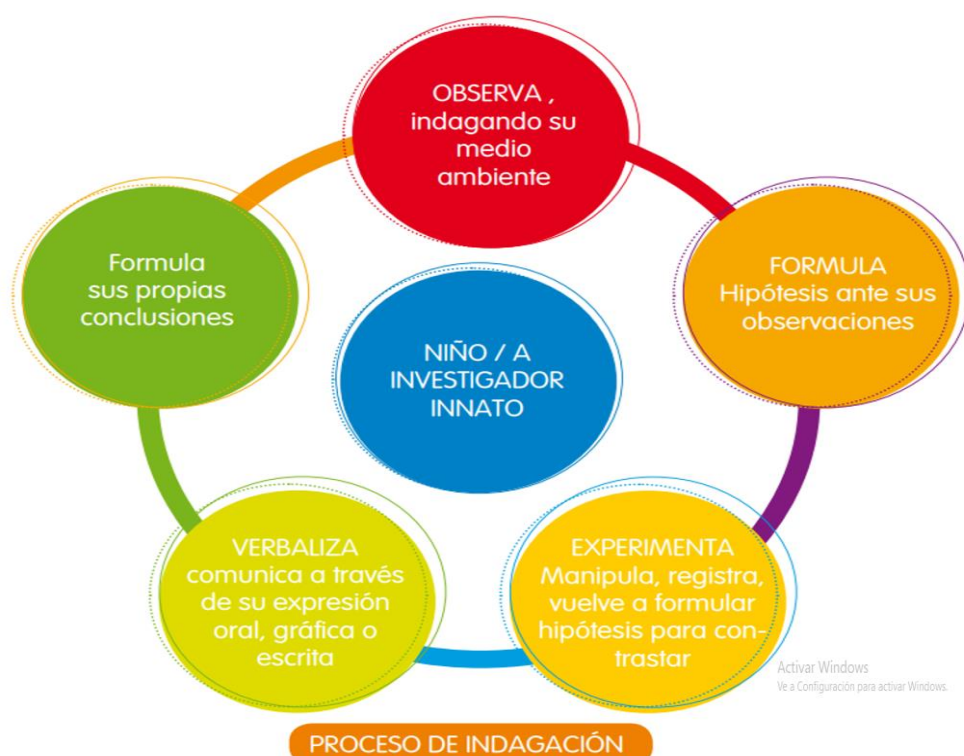 OBSERVA ,
indagando su
medio
ambiente
FORMULA
Hipótesis ante sus
observaciones
EXPERIMENTA
Manipula, registra,
vuelve a formular
hipótesis para con-
trastar
VERBALIZA
comunica a través
de su expresión
oral, gráfica o
escrita
Formula
sus propias
conclusiones
NIÑO / A
INVESTIGADOR
INNATO
Activar Windows
Ve a Configuración para activar Windows.
PROCESO DE INDAGACIÓN